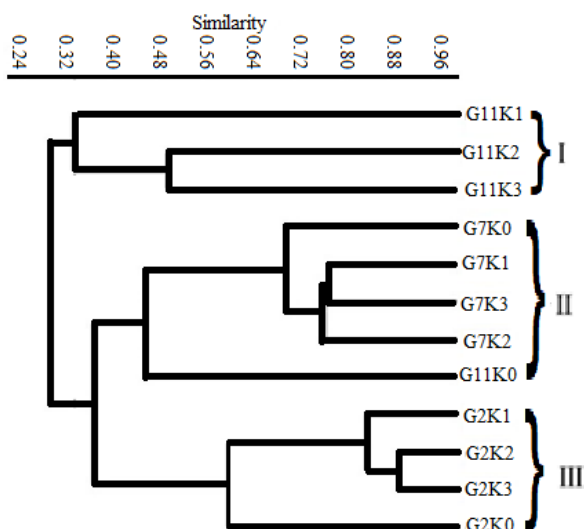 Similarity
0.24 0.32 0.40 0.48 0.56 0.64 0.72 0.80 0.88 0.96
G11K1
G11K2
G11K3
I
G7K0
G7K1
G7K3
G7K2
G11K0
II
G2K1
G2K2
G2K3
G2K0
III